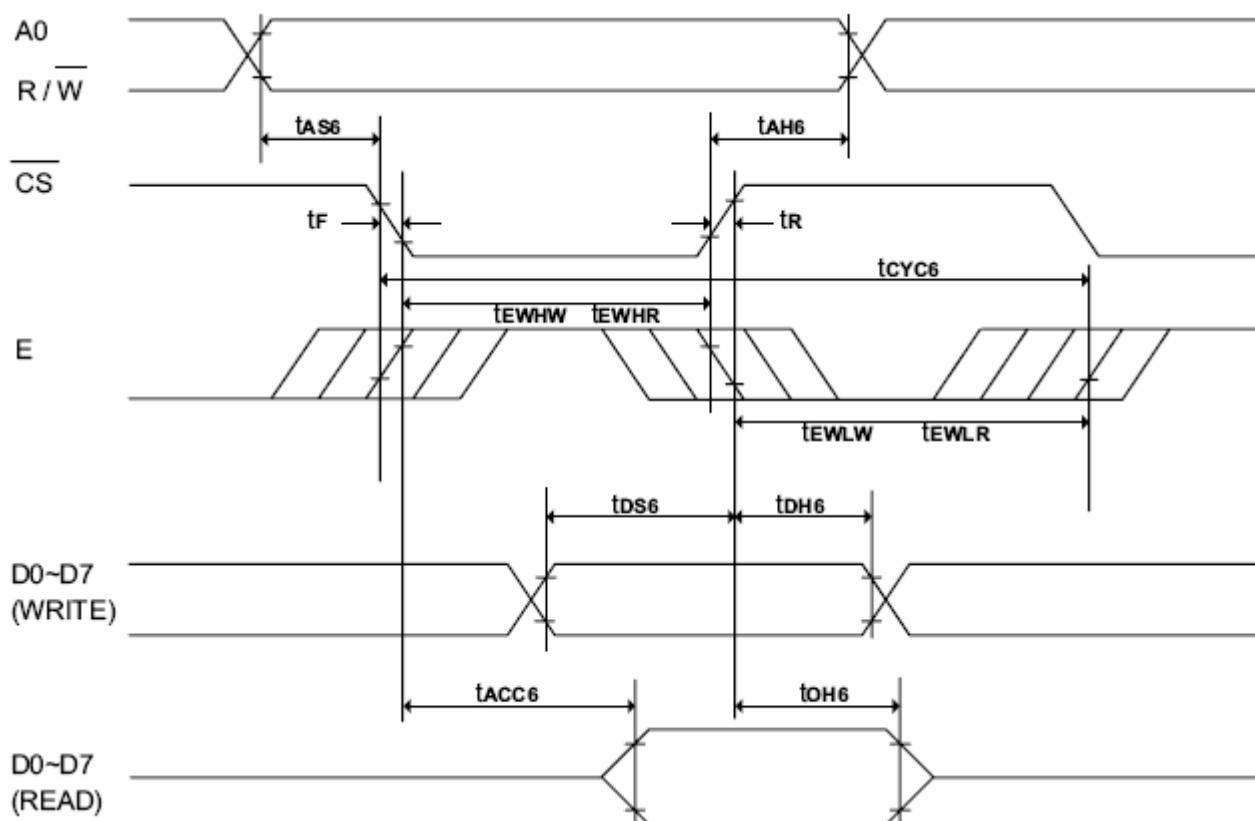 A0
R / W
tAS6
tAH6
CS
tF
tR
tCYC6
tEWHW tEWHR
E
tEWLW tEWLR
tDS6
tDH6
D0~D7
(WRITE)
tACC6
tOH6
D0~D7
(READ)